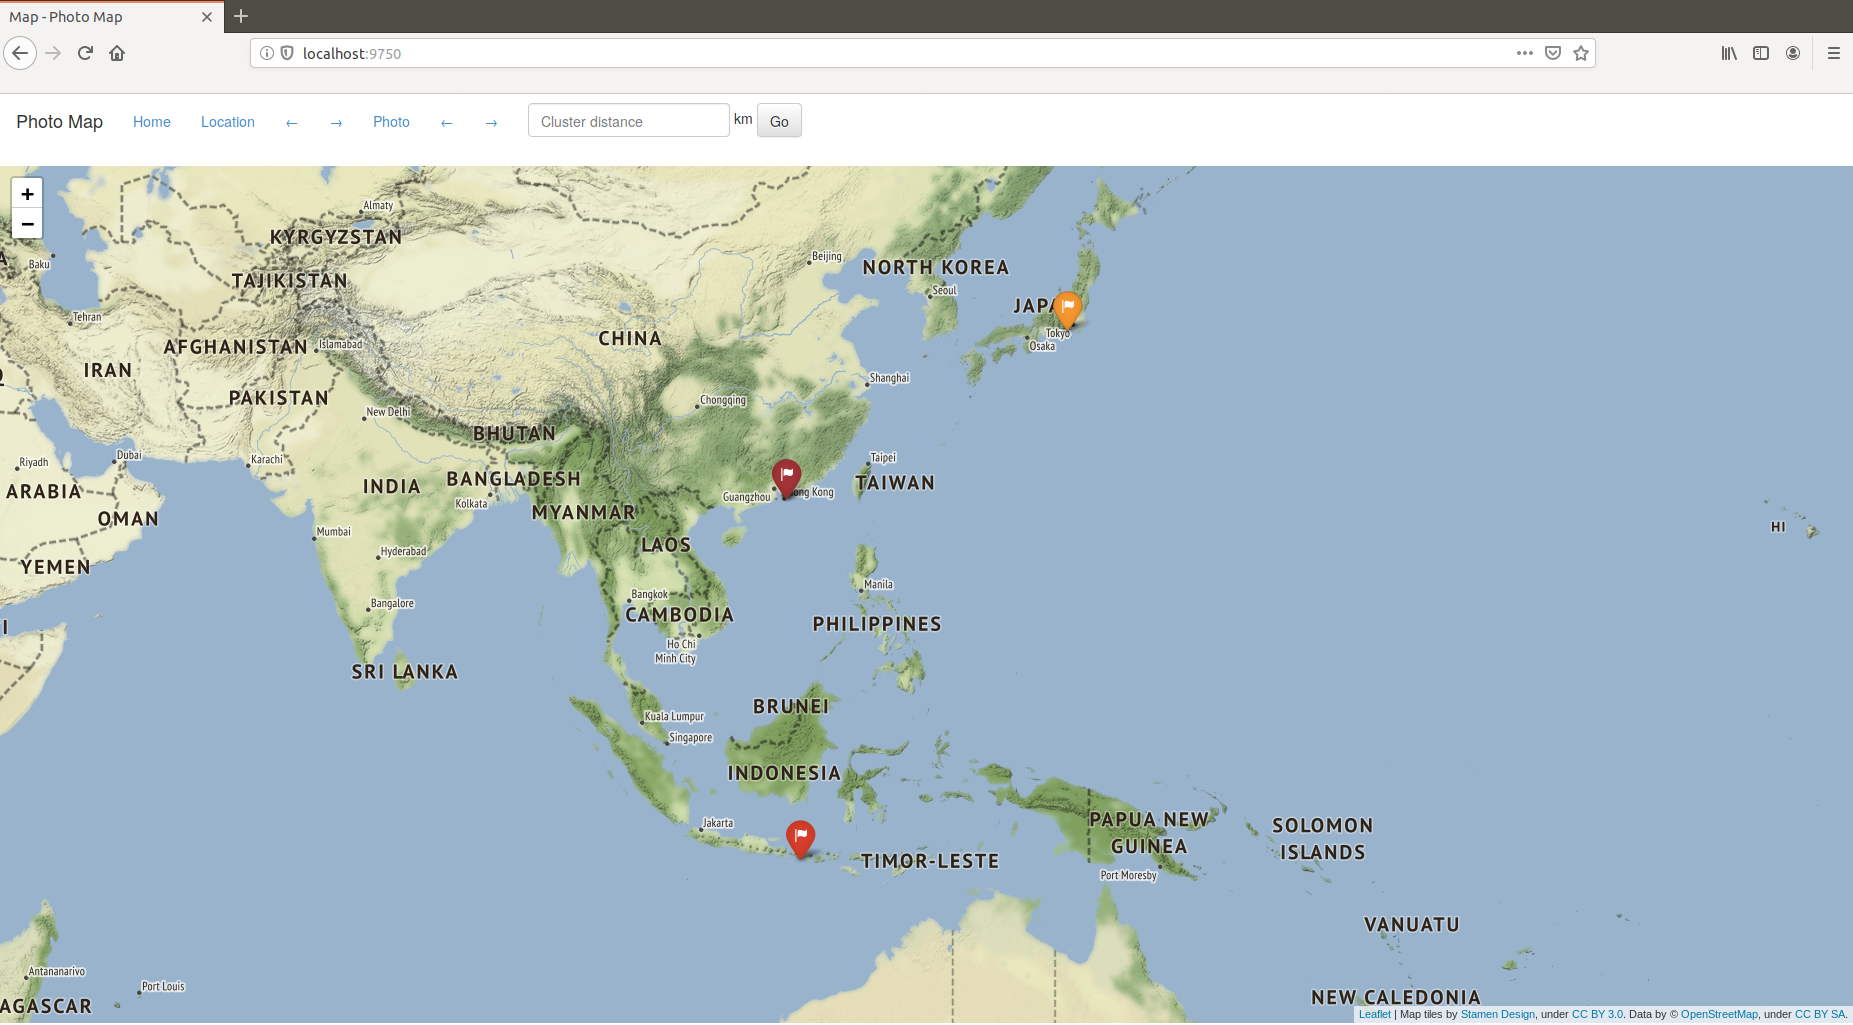 Map - Photo Map
localhost:9750
Photo Map Home Location ← → Photo ← → Cluster distance km Go
+
−
Almaty
KYRGYZSTAN
Beijing
Baku
NORTH KOREA
TAJIKISTAN
Seoul
JAPA
Tehran
Tokyo
CHINA
AFGHANISTAN
Islamabad
Osaka
IRAN
Shanghai
PAKISTAN
Chongqing
New Delhi
BHUTAN
Dubai
Karachi
Taipei
Riyadh
BANGLADESH
TAIWAN
INDIA
ARABIA
Guangzhou
ong Kong
Kolkata
MYANMAR
OMAN
HI
Mumbai
LAOS
Hyderabad
YEMEN
Manila
Bangkok
Bangalore
CAMBODIA
PHILIPPINES
Ho Chi
Minh City
SRI LANKA
BRUNEI
Kuala Lumpur
Singapore
INDONESIA
Jakarta
PAPUA NEW
GUINEA
SOLOMON
ISLANDS
TIMOR-LESTE
Port Moresby
VANUATU
Antananarivo
Port Louis
NEW CALEDONIA
AGASCAR
Leaflet | Map tiles by Stamen Design, under CC BY 3.0. Data by © OpenStreetMap, under CC BY SA.